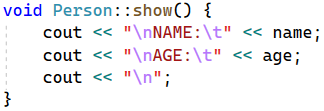 void Person::show() {
    cout << "\nNAME:\t" << name;
    cout << "\nAGE:\t" << age;
    cout << "\n";
}